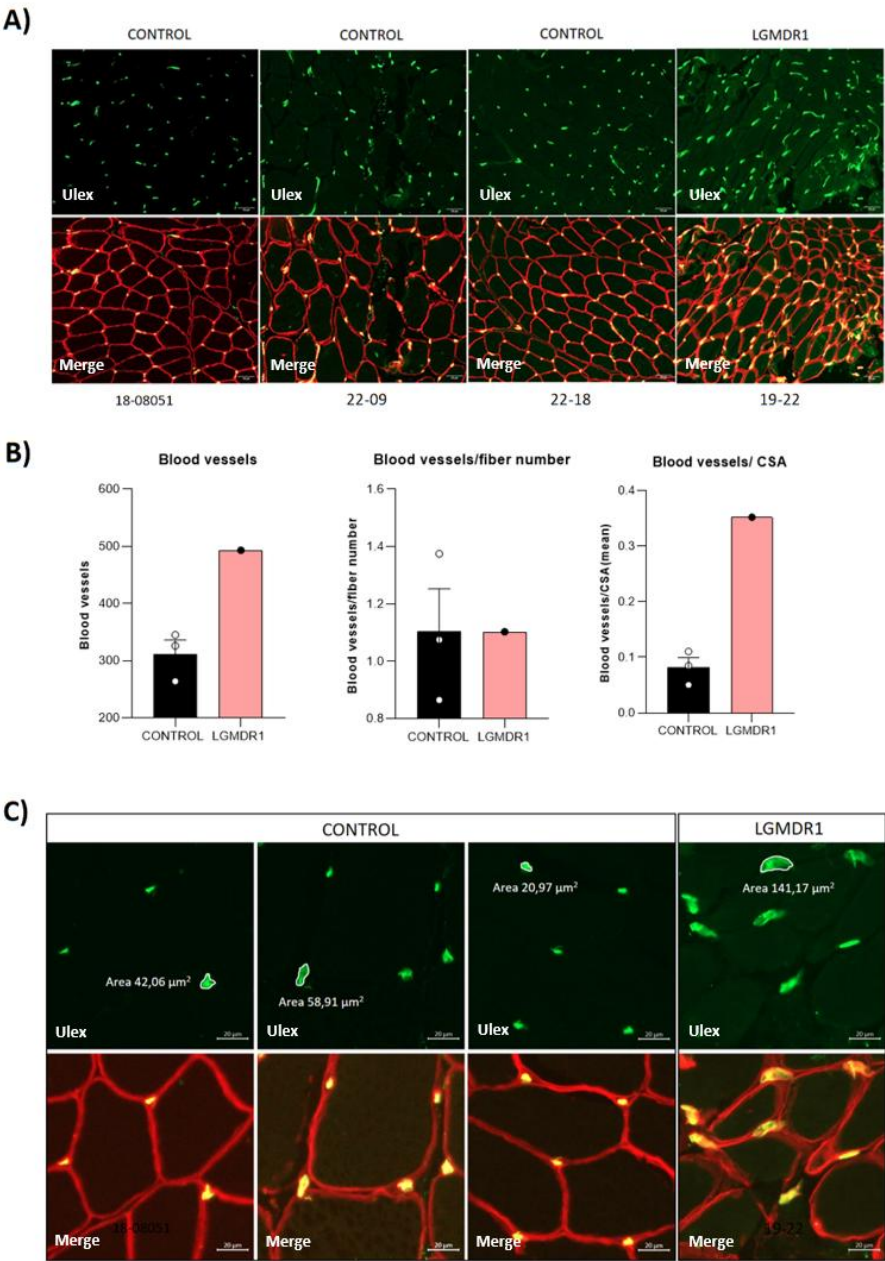 A)
CONTROL CONTROL CONTROL LGMDR1
Ulex Ulex Ulex Ulex
Merge Merge Merge Merge
18-08051 22-09 22-18 19-22
B)
Blood vessels
Blood vessels
600
500
400
300
200
CONTROL LGMDR1
Blood vessels/fiber number
Blood vessels/fiber number
1.6
1.4
1.2
1.0
0.8
CONTROL LGMDR1
Blood vessels/ CSA
Blood vessels/CSA(mean)
0.4
0.3
0.2
0.1
0.0
CONTROL LGMDR1
C)
CONTROL LGMDR1
Area 42,06 µm²
Ulex
20 µm
Area 58,91 µm²
Ulex
20 µm
Area 20,97 µm²
Ulex
20 µm
Area 141,17 µm²
Ulex
20 µm
18-08051
Merge
20 µm
Merge
20 µm
Merge
20 µm
19-22
Merge
20 µm